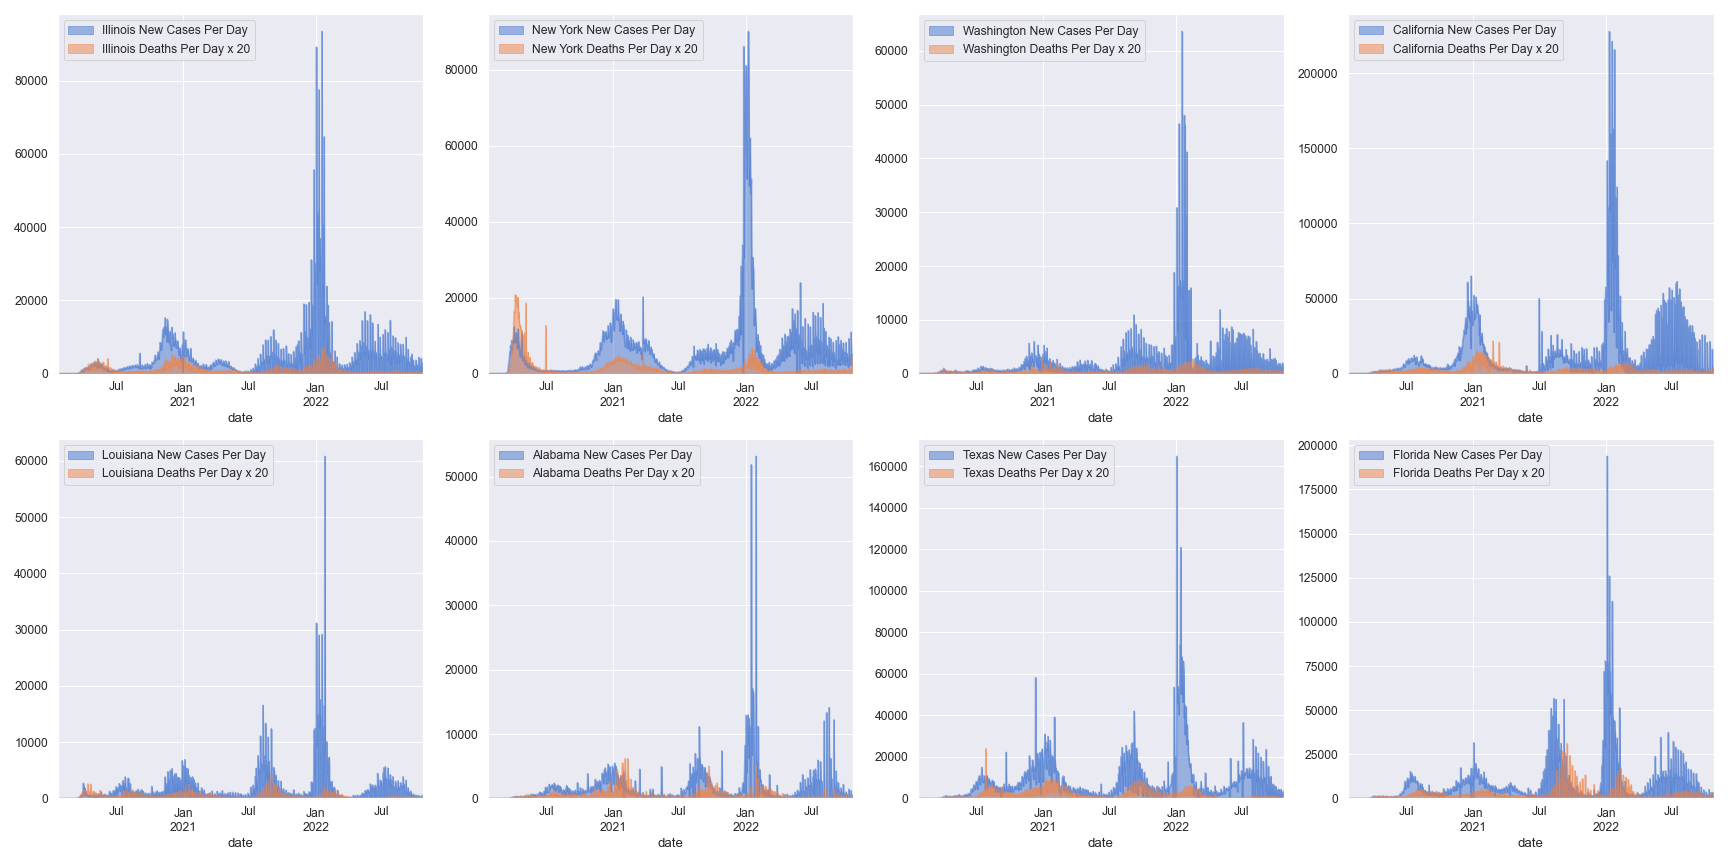 Illinois New Cases Per Day
Illinois Deaths Per Day x 20
80000
60000
40000
20000
0
Jul
Jan
2021
Jul
Jan
2022
Jul
date
New York New Cases Per Day
New York Deaths Per Day x 20
80000
60000
40000
20000
0
Jul
Jan
2021
Jul
Jan
2022
Jul
date
Washington New Cases Per Day
Washington Deaths Per Day x 20
60000
50000
40000
30000
20000
10000
0
Jul
Jan
2021
Jul
Jan
2022
Jul
date
California New Cases Per Day
California Deaths Per Day x 20
200000
150000
100000
50000
0
Jul
Jan
2021
Jul
Jan
2022
Jul
date
Louisiana New Cases Per Day
Louisiana Deaths Per Day x 20
60000
50000
40000
30000
20000
10000
0
Jul
Jan
2021
Jul
Jan
2022
Jul
date
Alabama New Cases Per Day
Alabama Deaths Per Day x 20
50000
40000
30000
20000
10000
0
Jul
Jan
2021
Jul
Jan
2022
Jul
date
Texas New Cases Per Day
Texas Deaths Per Day x 20
160000
140000
120000
100000
80000
60000
40000
20000
0
Jul
Jan
2021
Jul
Jan
2022
Jul
date
Florida New Cases Per Day
Florida Deaths Per Day x 20
200000
175000
150000
125000
100000
75000
50000
25000
0
Jul
Jan
2021
Jul
Jan
2022
Jul
date